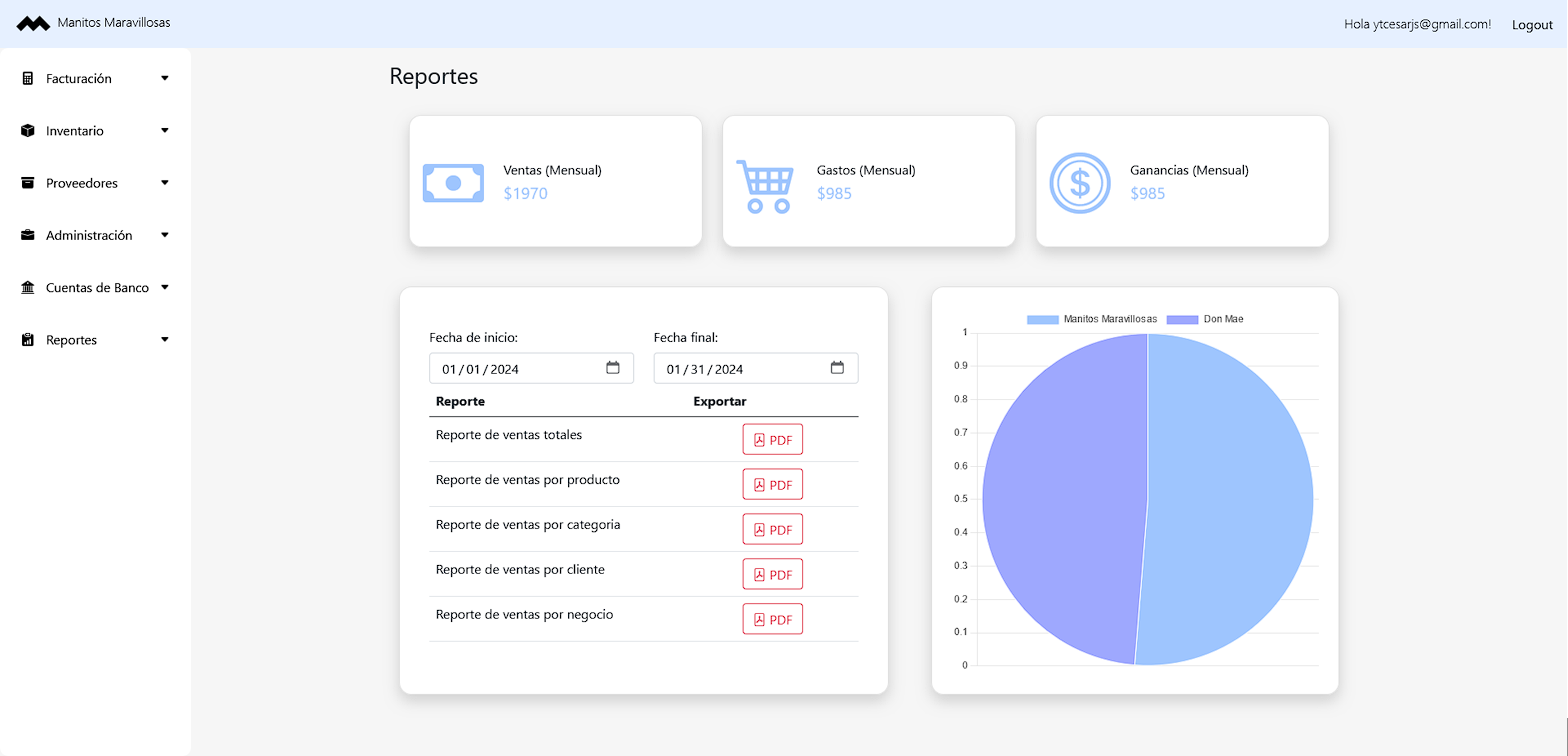 Manitos Maravillosas
Hola ytcesarjs@gmail.com!
Logout
Facturación
Inventario
Proveedores
Administración
Cuentas de Banco
Reportes
Reportes
Ventas (Mensual)
$1970
Gastos (Mensual)
$985
$
Ganancias (Mensual)
$985
Fecha de inicio:
01/01/2024
Fecha final:
01/31/2024
Reporte Exportar
Reporte de ventas totales PDF
Reporte de ventas por producto PDF
Reporte de ventas por categoria PDF
Reporte de ventas por cliente PDF
Reporte de ventas por negocio PDF
Manitos Maravillosas Don Mae
1
0.9
0.8
0.7
0.6
0.5
0.4
0.3
0.2
0.1
0